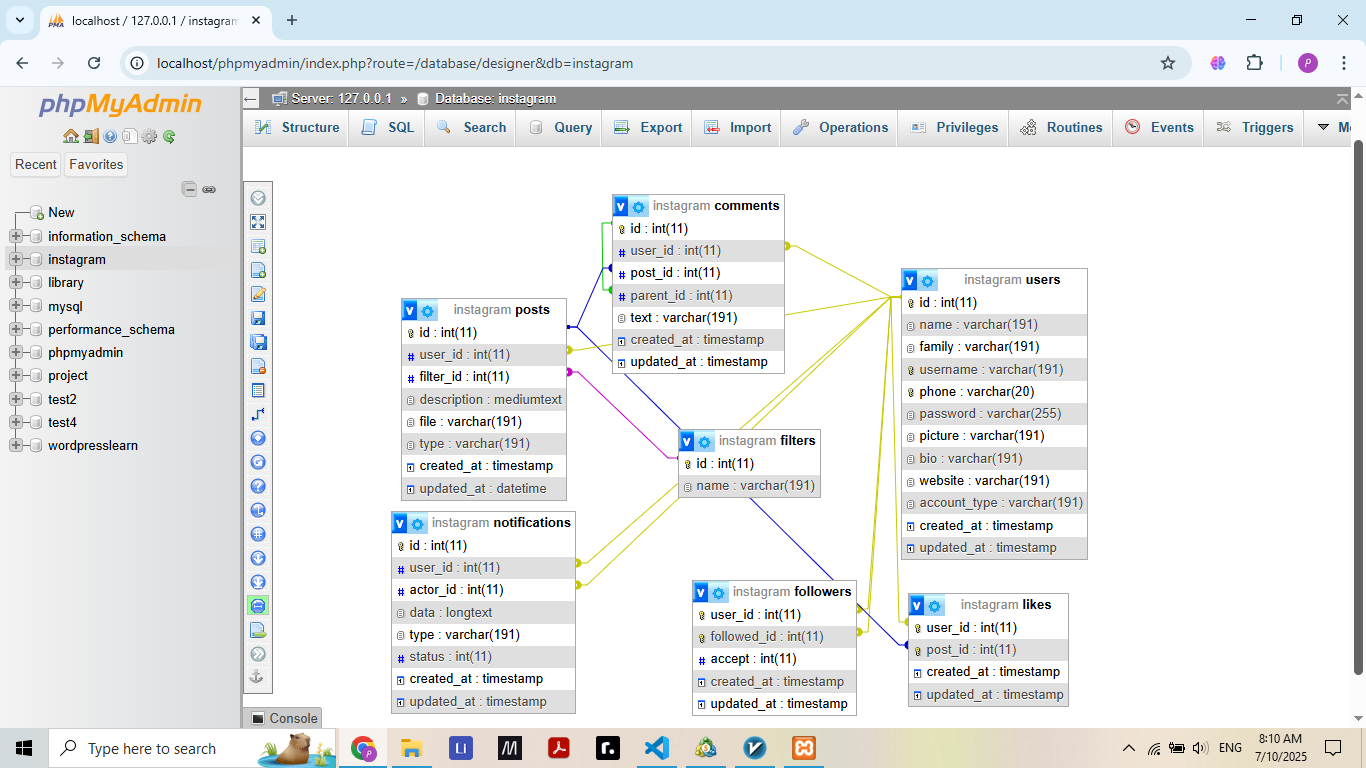 localhost / 127.0.0.1 / instagram
localhost/phpmyadmin/index.php?route=/database/designer&db=instagram
P
phpMyAdmin
Recent
Favorites
New
information_schema
instagram
library
mysql
performance_schema
phpmyadmin
project
test2
test4
wordpresslearn
Server: 127.0.0.1 » Database: instagram
Structure
SQL
Search
Query
Export
Import
Operations
Privileges
Routines
Events
Triggers
V instagram comments
id : int(11)
user_id : int(11)
post_id : int(11)
parent_id : int(11)
text : varchar(191)
created_at : timestamp
updated_at : timestamp
V instagram users
id : int(11)
name : varchar(191)
family : varchar(191)
username : varchar(191)
phone : varchar(20)
password : varchar(255)
picture : varchar(191)
bio : varchar(191)
website : varchar(191)
account_type : varchar(191)
created_at : timestamp
updated_at : timestamp
V instagram posts
id : int(11)
user_id : int(11)
filter_id : int(11)
description : mediumtext
file : varchar(191)
type : varchar(191)
created_at : timestamp
updated_at : datetime
V instagram filters
id : int(11)
name : varchar(191)
V instagram notifications
id : int(11)
user_id : int(11)
actor_id : int(11)
data : longtext
type : varchar(191)
status : int(11)
created_at : timestamp
updated_at : timestamp
V instagram followers
user_id : int(11)
followed_id : int(11)
accept : int(11)
created_at : timestamp
updated_at : timestamp
V instagram likes
user_id : int(11)
post_id : int(11)
created_at : timestamp
updated_at : timestamp
Console
Type here to search
ENG
8:10 AM
7/10/2025